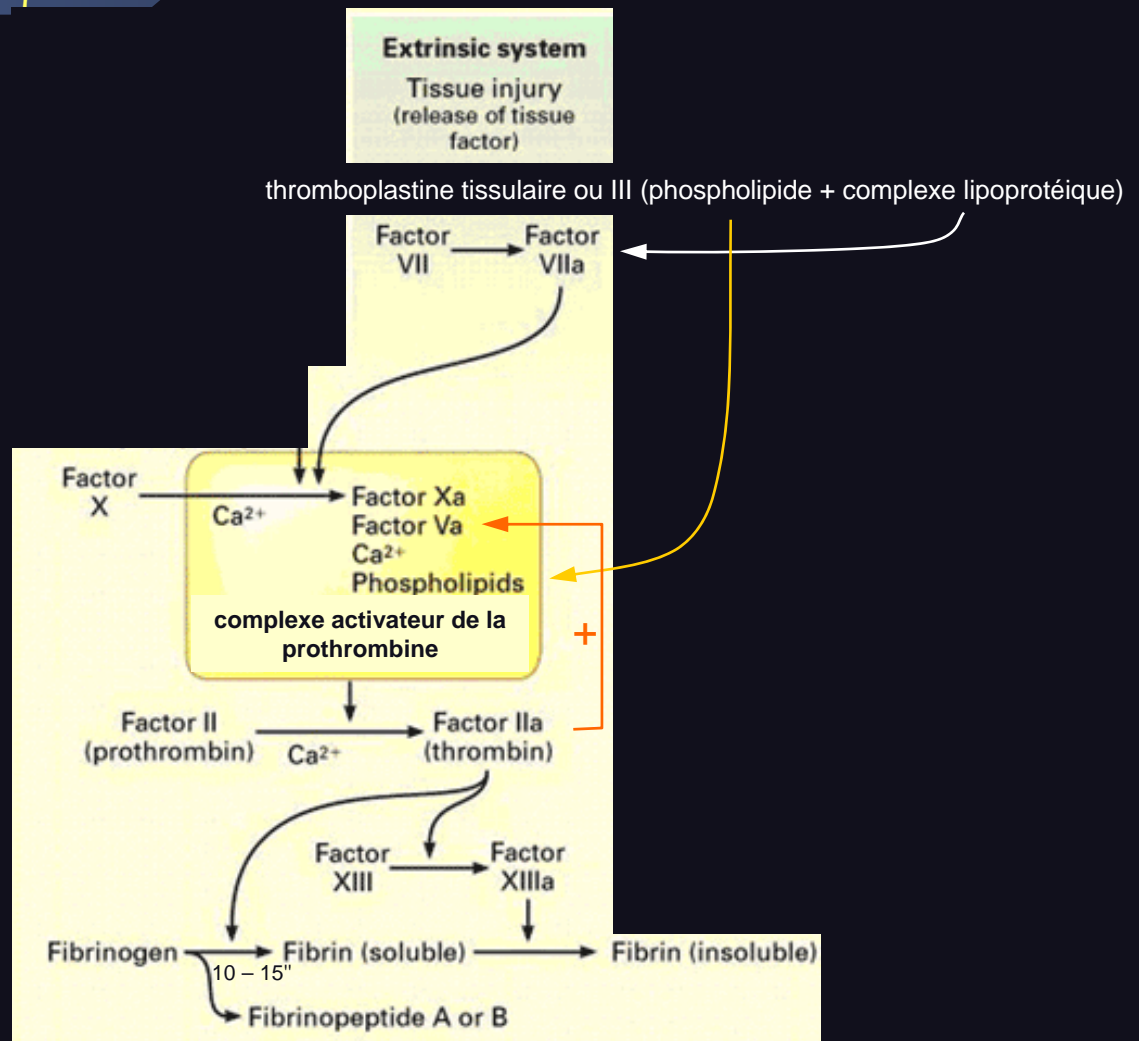 Extrinsic system
Tissue injury
(release of tissue
factor)
thromboplastine tissulaire ou III (phospholipide + complexe lipoprotéique)
Factor
VII
Factor
VIIa
Factor
X
Ca²⁺
Factor Xa
Factor Va
Ca²⁺
Phospholipids
complexe activateur de la
prothrombine
+
Factor II
(prothrombin)
Ca²⁺
Factor IIa
(thrombin)
Factor
XIII
Factor
XIIIa
Fibrinogen
10 – 15"
Fibrin (soluble)
Fibrin (insoluble)
Fibrinopeptide A or B